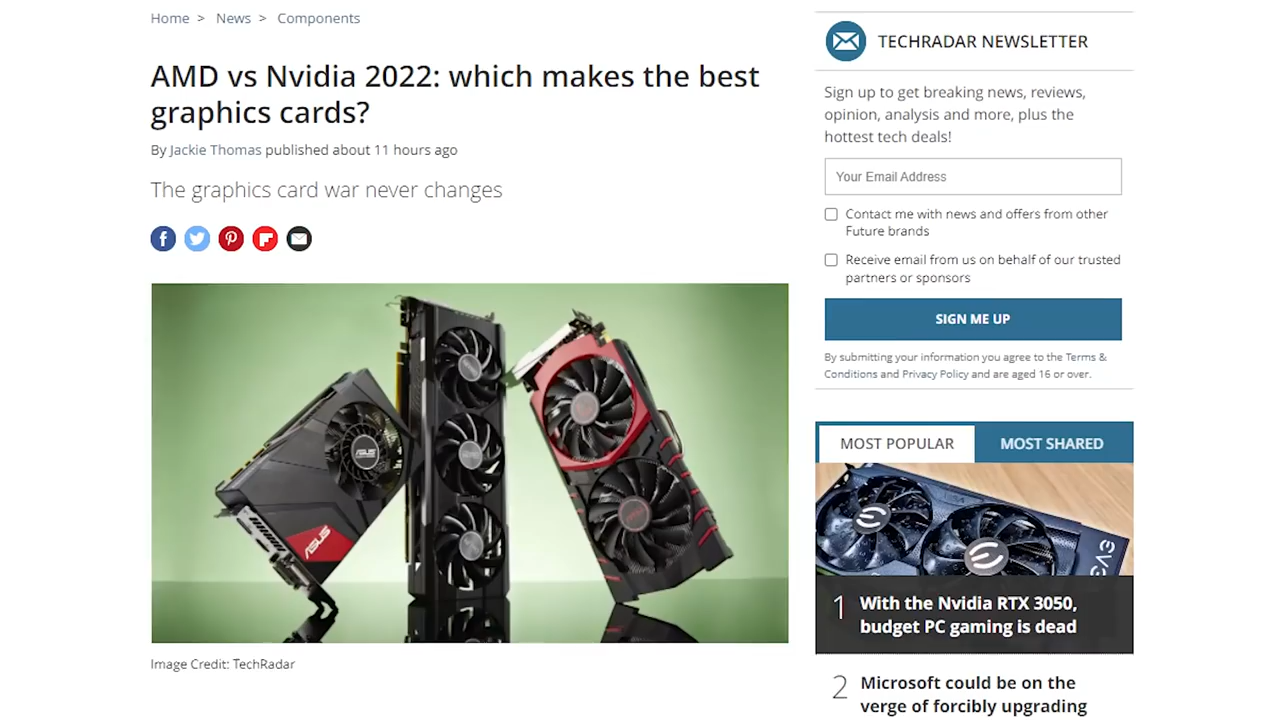 Home > News > Components
AMD vs Nvidia 2022: which makes the best
graphics cards?
By Jackie Thomas published about 11 hours ago
The graphics card war never changes
ASUS
ASUS
Image Credit: TechRadar
TECHRADAR NEWSLETTER
Sign up to get breaking news, reviews,
opinion, analysis and more, plus the
hottest tech deals!
Your Email Address
Contact me with news and offers from other
Future brands
Receive email from us on behalf of our trusted
partners or sponsors
SIGN ME UP
By submitting your information you agree to the Terms &
Conditions and Privacy Policy and are aged 16 or over.
MOST POPULAR MOST SHARED
1 With the Nvidia RTX 3050,
budget PC gaming is dead
2 Microsoft could be on the
verge of forcibly upgrading